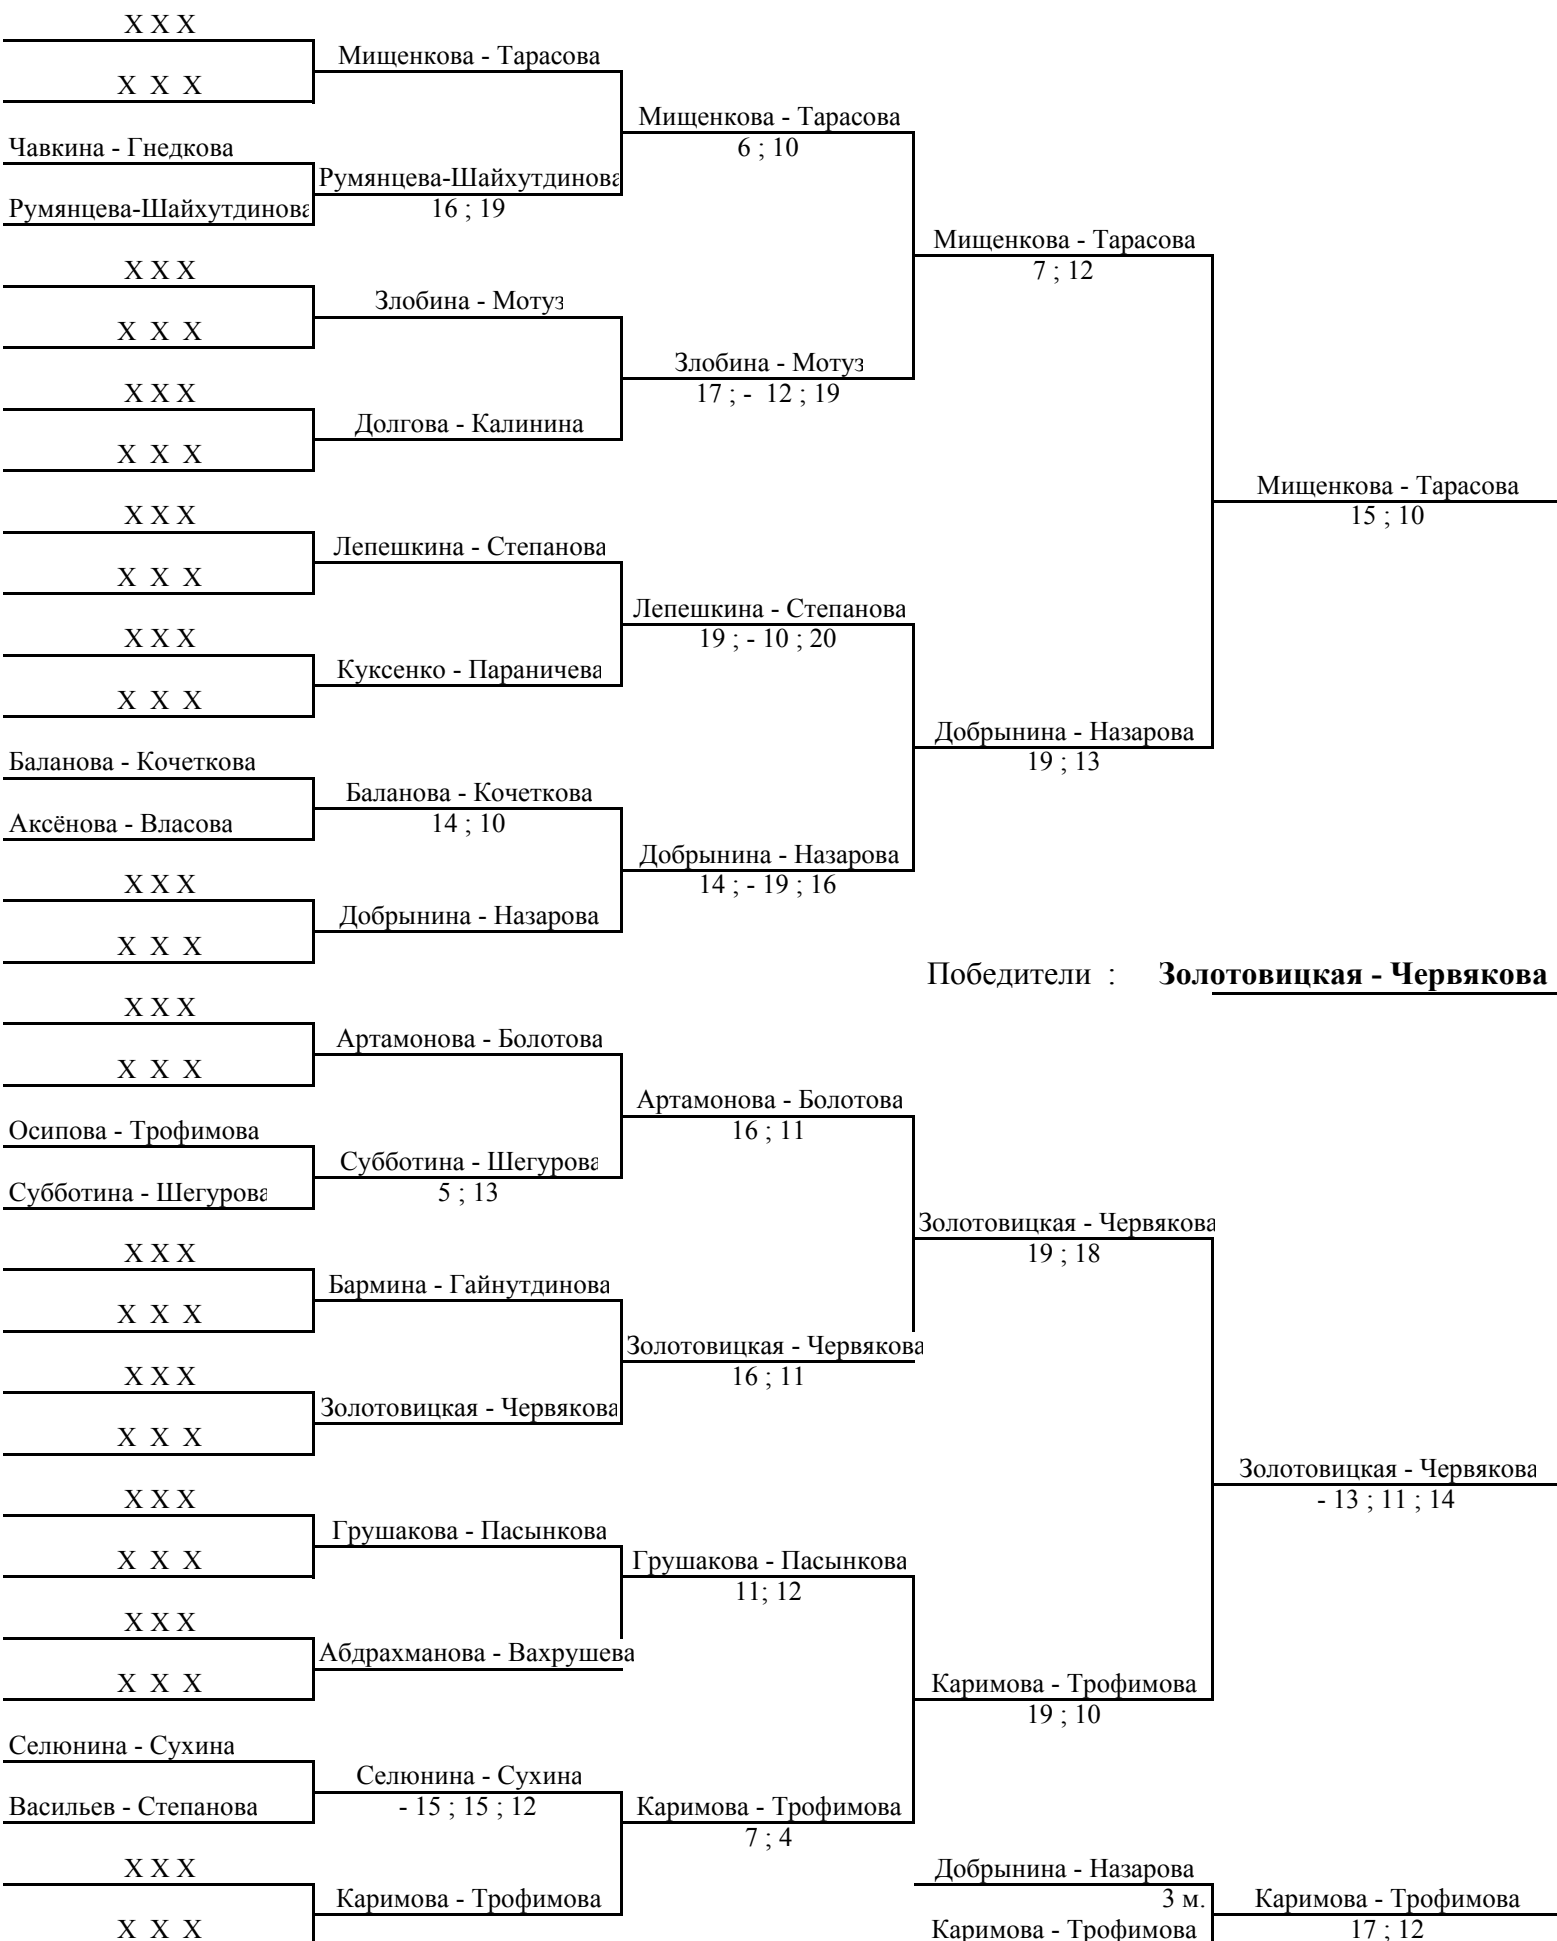 X X X
Мищенкова - Тарасова
X X X
Мищенкова - Тарасова
Чавкина - Гнедкова
6 ; 10
Румянцева-Шайхутдинова
Румянцева-Шайхутдинова
16 ; 19
Мищенкова - Тарасова
X X X
7 ; 12
Злобина - Мотуз
X X X
Злобина - Мотуз
X X X
17 ; - 12 ; 19
Долгова - Калинина
X X X
Мищенкова - Тарасова
X X X
15 ; 10
Лепешкина - Степанова
X X X
Лепешкина - Степанова
X X X
19 ; - 10 ; 20
Куксенко - Параничева
X X X
Добрынина - Назарова
Баланова - Кочеткова
19 ; 13
Баланова - Кочеткова
Аксёнова - Власова
14 ; 10
Добрынина - Назарова
X X X
14 ; - 19 ; 16
Добрынина - Назарова
X X X
Победители : Золотовицкая - Червякова
X X X
Артамонова - Болотова
X X X
Артамонова - Болотова
Осипова - Трофимова
16 ; 11
Субботина - Шегурова
Субботина - Шегурова
5 ; 13
Золотовицкая - Червякова
X X X
19 ; 18
Бармина - Гайнутдинова
X X X
Золотовицкая - Червякова
X X X
16 ; 11
Золотовицкая - Червякова
X X X
Золотовицкая - Червякова
X X X
- 13 ; 11 ; 14
Грушакова - Пасынкова
X X X
Грушакова - Пасынкова
11; 12
X X X
Абдрахманова - Вахрушева
X X X
Каримова - Трофимова
19 ; 10
Селюнина - Сухина
Селюнина - Сухина
Васильев - Степанова
- 15 ; 15 ; 12
Каримова - Трофимова
7 ; 4
X X X
Добрынина - Назарова
Каримова - Трофимова
3 м.
Каримова - Трофимова
X X X
Каримова - Трофимова
17 ; 12